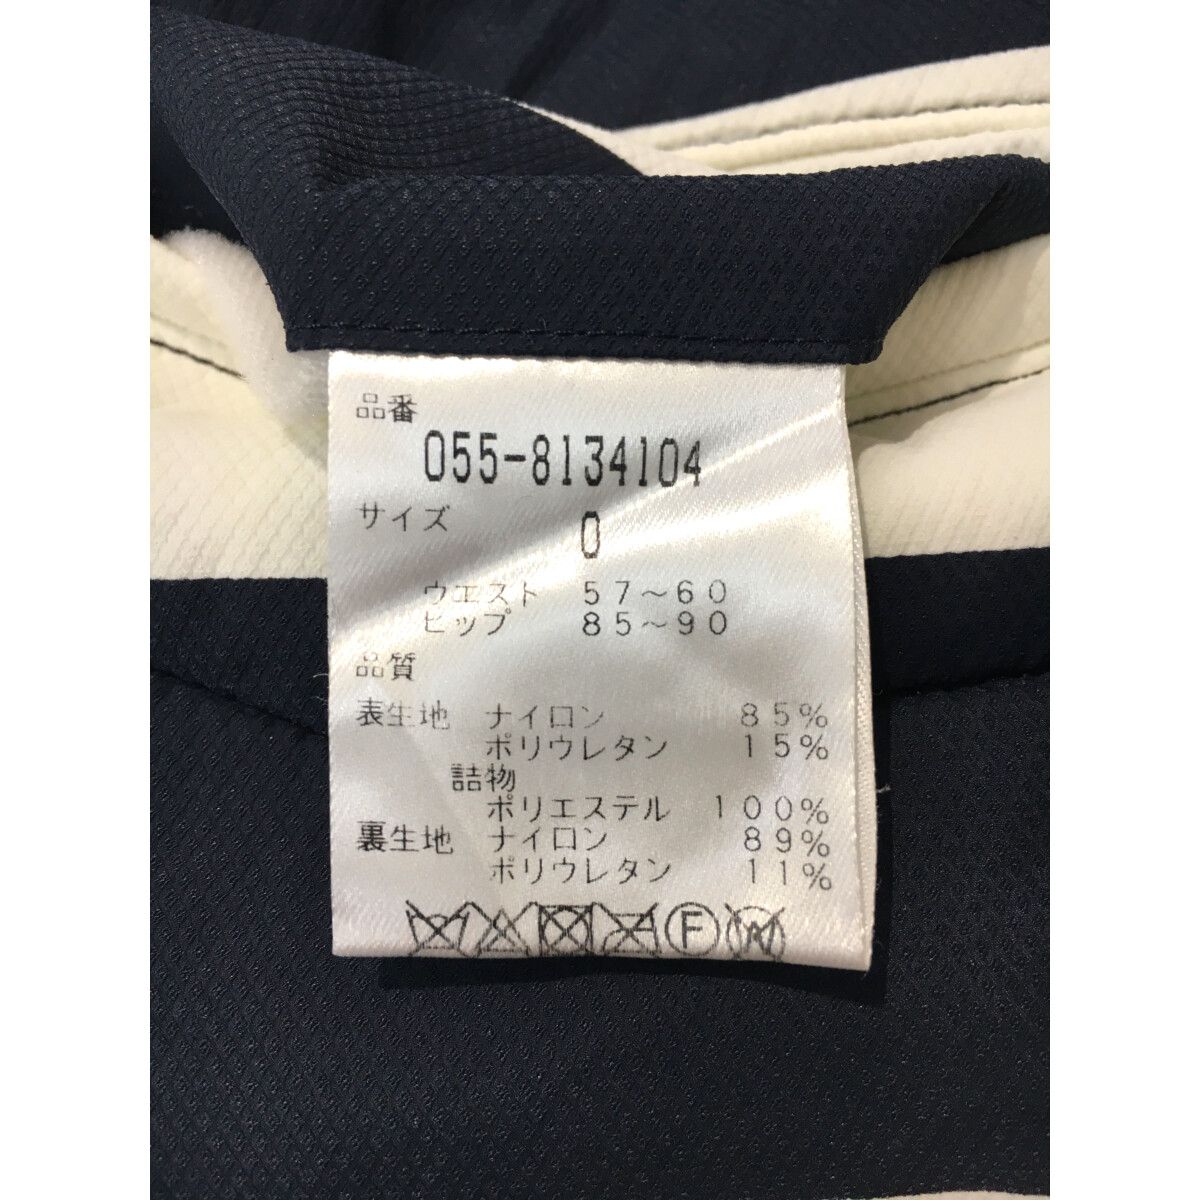 品番
055-8134104
サイズ 0
ウエスト 57～60
ヒップ 85～90
品質
表生地 ナイロン 85%
ポリウレタン 15%
詰物
ポリエステル 100%
裏生地 ナイロン 89%
ポリウレタン 11%
F W